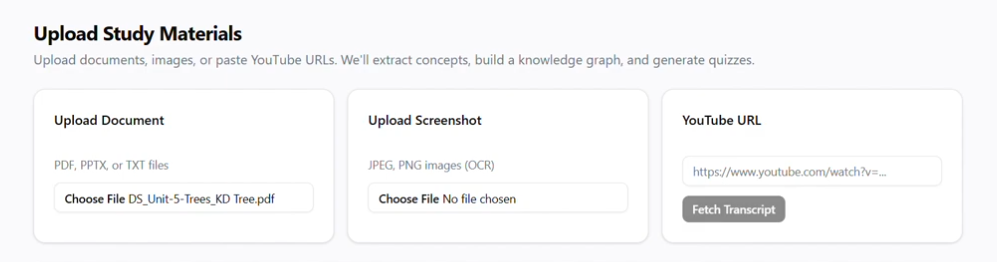 Upload Study Materials
Upload documents, images, or paste YouTube URLs. We'll extract concepts, build a knowledge graph, and generate quizzes.
Upload Document
PDF, PPTX, or TXT files
Choose File DS_Unit-5-Trees_KD Tree.pdf
Upload Screenshot
JPEG, PNG images (OCR)
Choose File No file chosen
YouTube URL
https://www.youtube.com/watch?v=...
Fetch Transcript